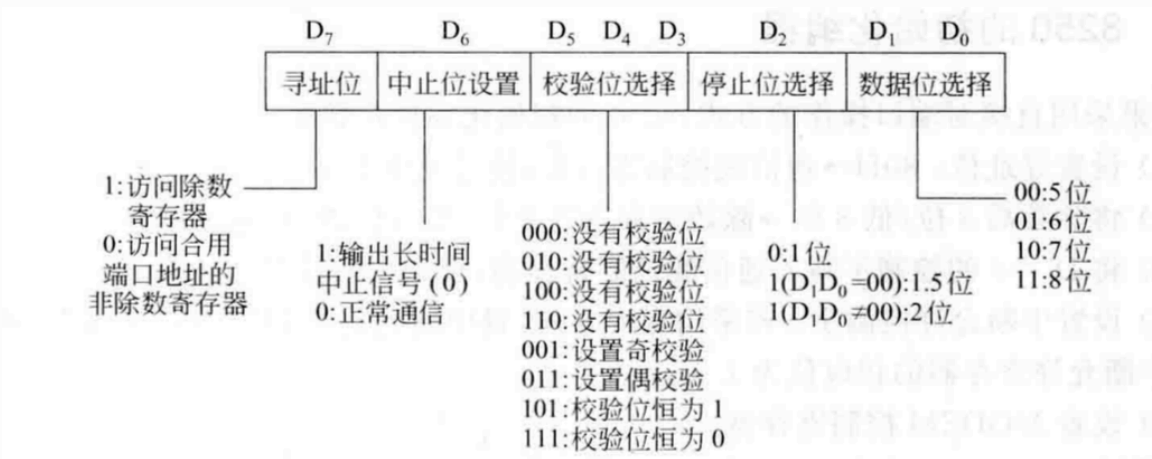 D₇ D₆ D₅ D₄ D₃ D₂ D₁ D₀
寻址位 中止位设置 校验位选择 停止位选择 数据位选择
1:访问除数
寄存器
0:访问合用
端口地址的
非除数寄存器
1:输出长时间
中止信号(0)
0:正常通信
000:没有校验位
010:没有校验位
100:没有校验位
110:没有校验位
001:设置奇校验
011:设置偶校验
101:校验位恒为1
111:校验位恒为0
0:1位
1(D₁D₀=00):1.5位
1(D₁D₀≠00):2位
00:5位
01:6位
10:7位
11:8位